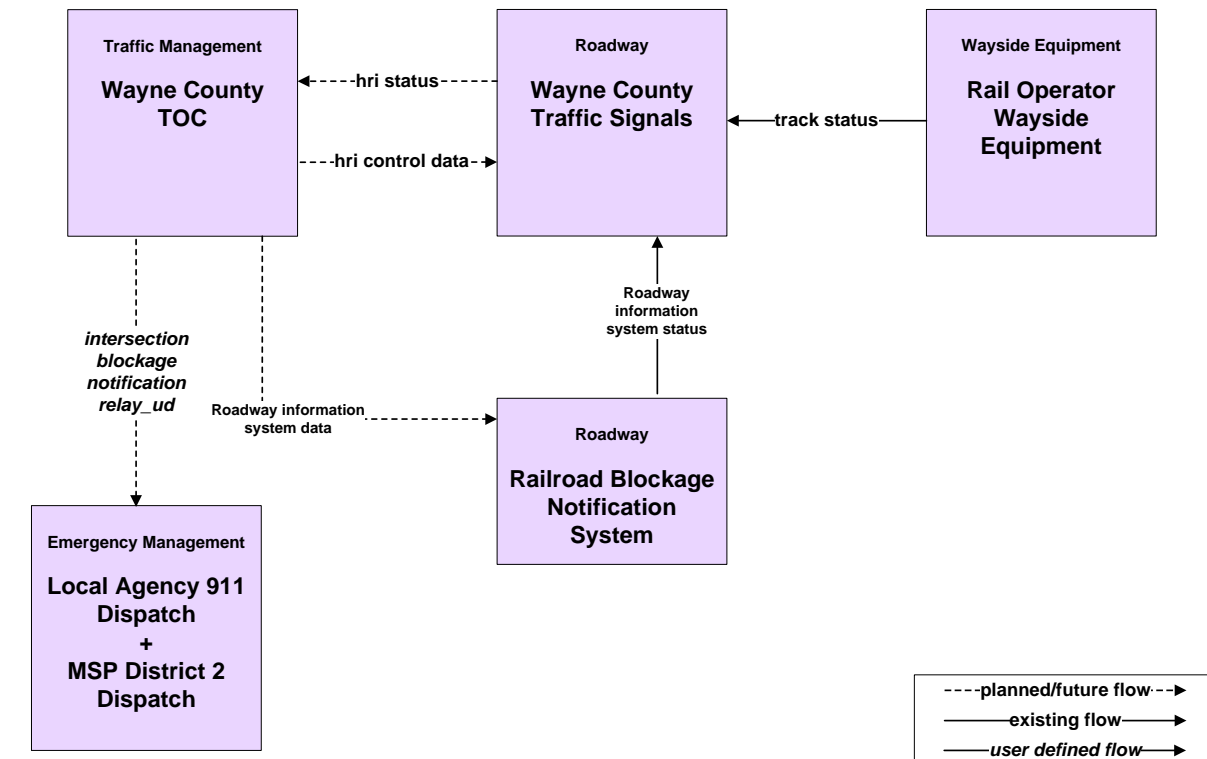 Traffic Management
Wayne County
TOC
hri status
hri control data
Roadway
Wayne County
Traffic Signals
track status
Wayside Equipment
Rail Operator
Wayside
Equipment
intersection
blockage
notification
relay_ud
Roadway information
system data
Roadway
information
system status
Roadway
Railroad Blockage
Notification
System
Emergency Management
Local Agency 911
Dispatch
+
MSP District 2
Dispatch
planned/future flow
existing flow
user defined flow